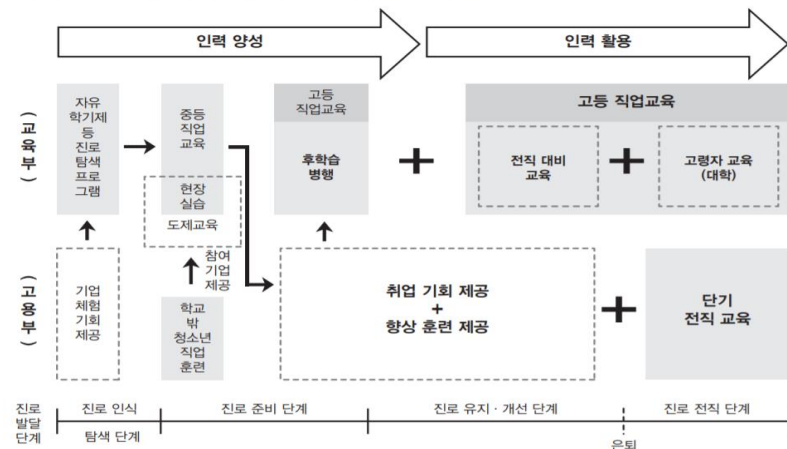 인력 양성
인력 활용
(교육부)
자유
학기제
등
진로
탐색
프로
그램
중등
직업
교육
현장
실습
도제교육
고등
직업교육
후학습
병행
고등 직업교육
전직 대비
교육
고령자 교육
(대학)
(고용부)
기업
체험
기회
제공
참여
기업
제공
학교
밖
청소년
직업
훈련
취업 기회 제공
+
향상 훈련 제공
단기
전직 교육
진로
발달
단계
진로 인식
탐색 단계
진로 준비 단계
진로 유지 · 개선 단계
진로 전직 단계
은퇴